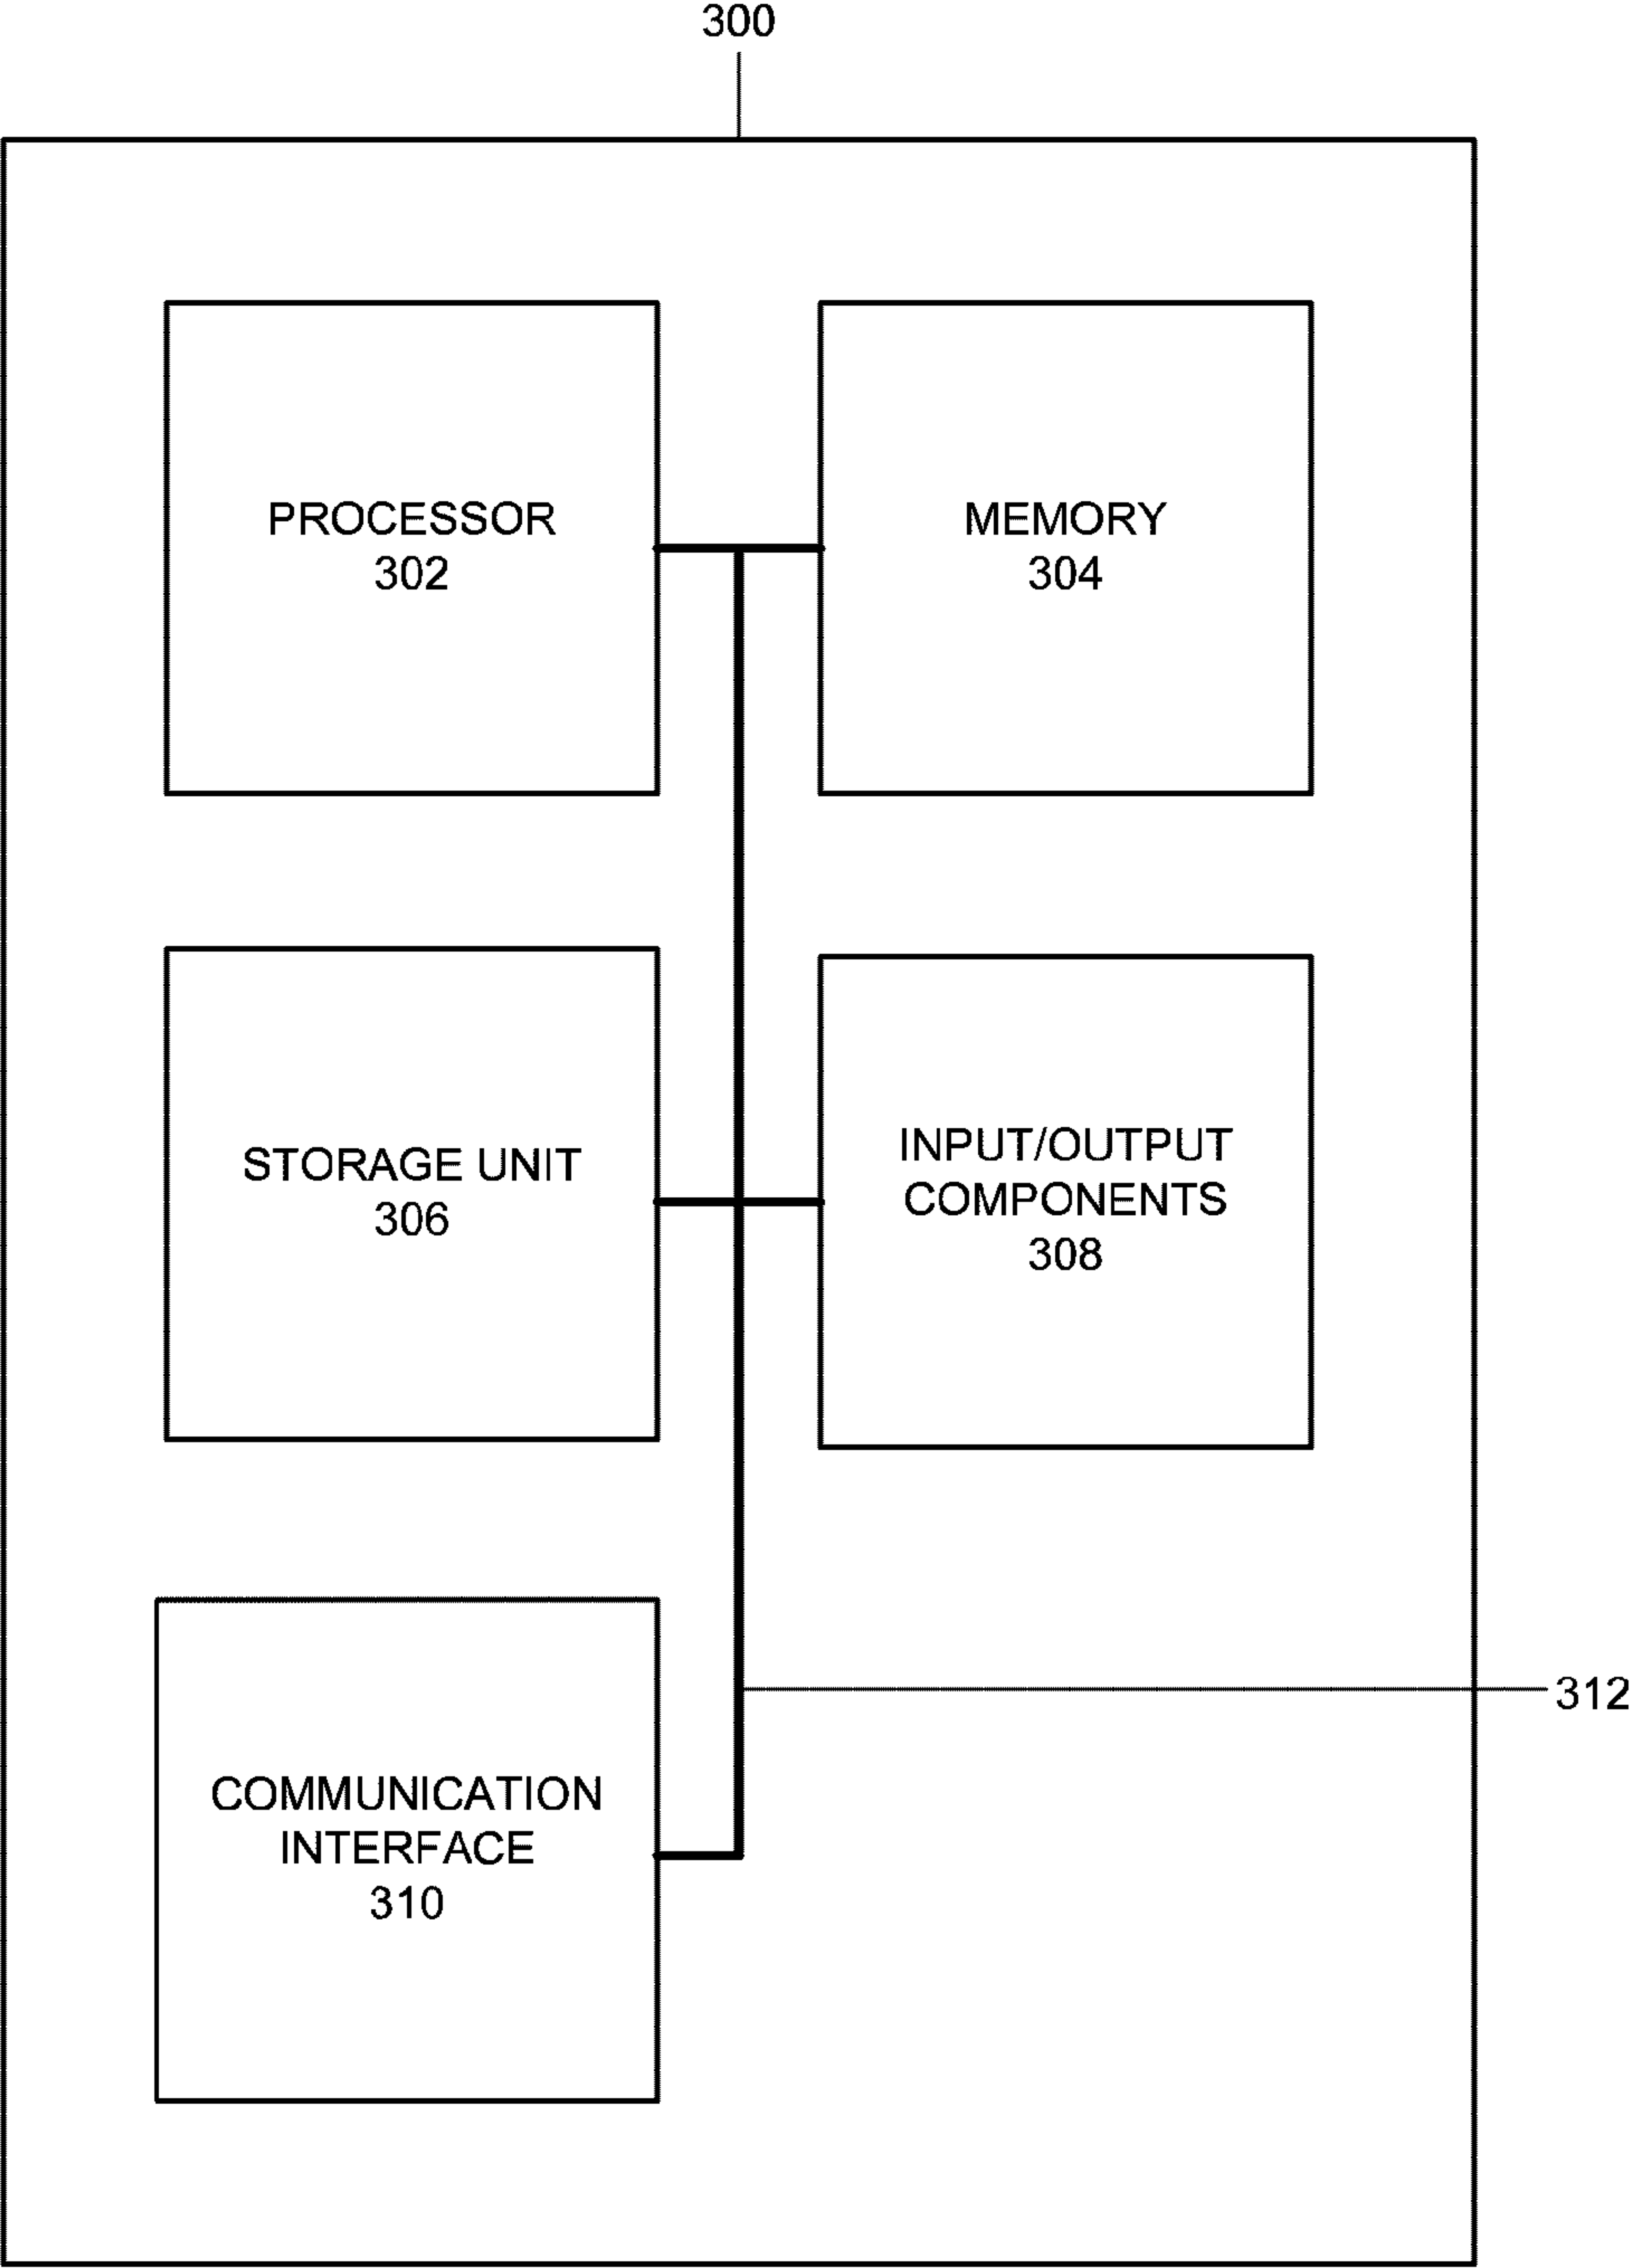 300
PROCESSOR
302
MEMORY
304
STORAGE UNIT
306
INPUT/OUTPUT
COMPONENTS
308
COMMUNICATION
INTERFACE
310
312